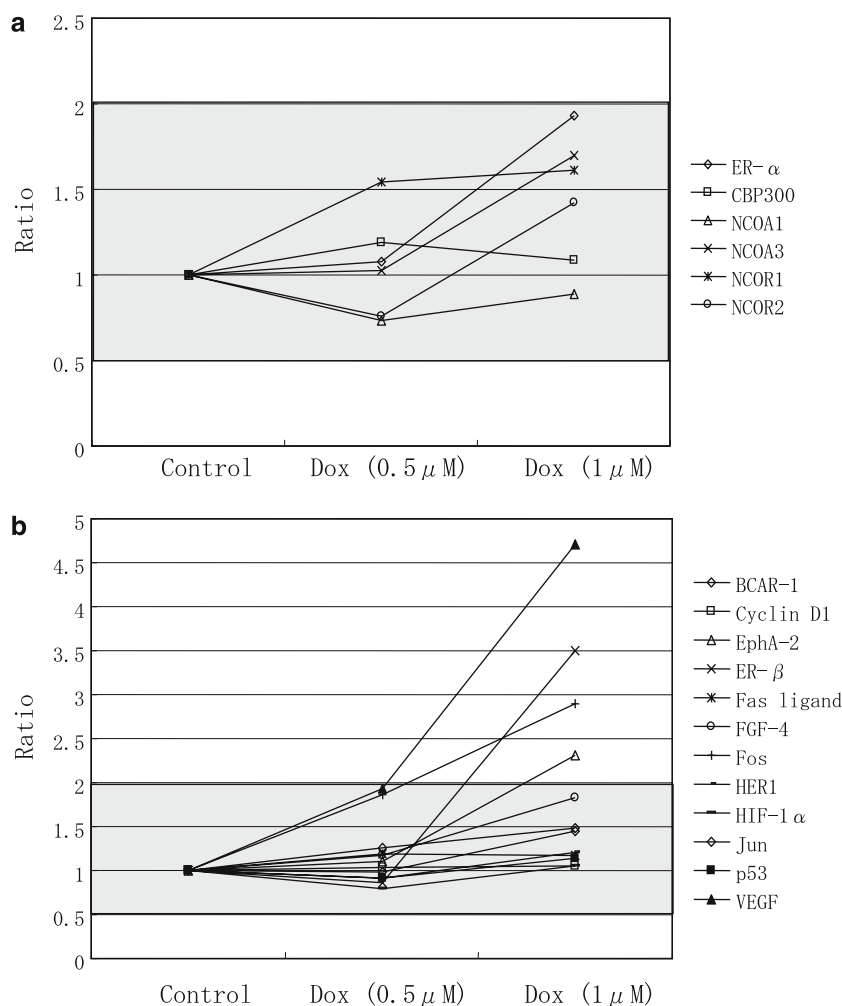 a
2.5
2
1.5
1
0.5
0
Ratio
Control Dox (0.5 μM) Dox (1 μM)
ER-α
CBP300
NCOA1
NCOA3
NCOR1
NCOR2
b
5
4.5
4
3.5
3
2.5
2
1.5
1
0.5
0
Ratio
Control Dox (0.5 μM) Dox (1 μM)
BCAR-1
Cyclin D1
EphA-2
ER-β
Fas ligand
FGF-4
Fos
HER1
HIF-1α
Jun
p53
VEGF